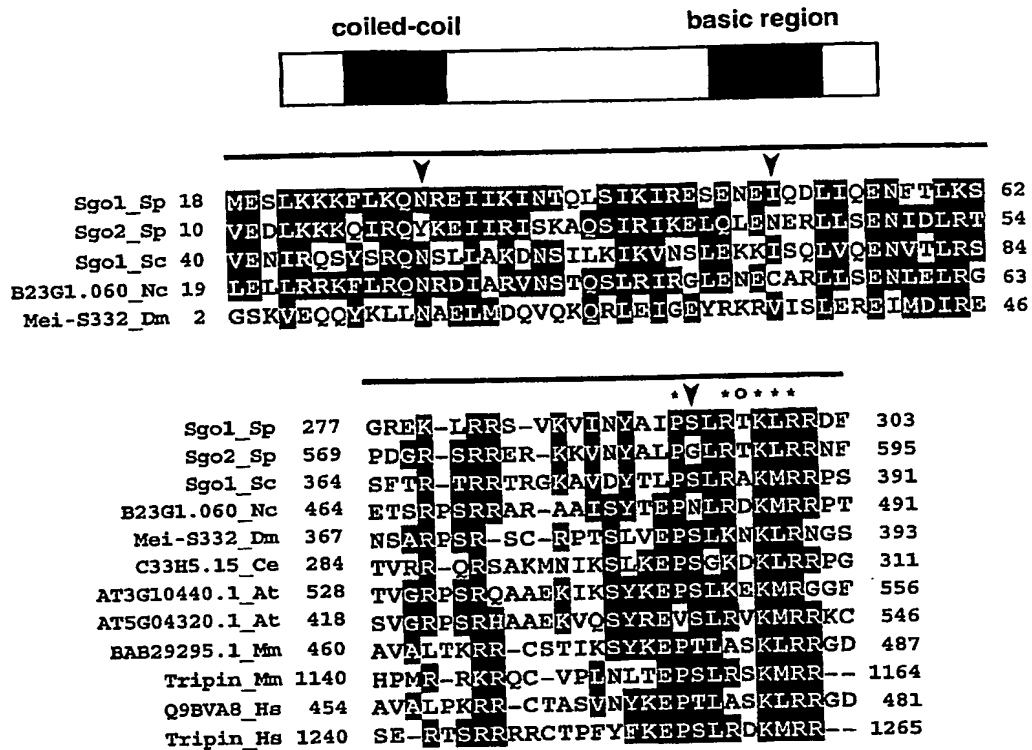 coiled-coil basic region
Sgo1_Sp 18 MESLKKKFLKQNREIIKINTQLSIKIRESENEIQDLIQENFTLKS 62
Sgo2_Sp 10 VEDLKKKQIRQYKEIIRISKAQSIRIKELQLENERLLSENIDLRT 54
Sgo1_Sc 40 VENIRQSYSRQNSLLAKDNSILKIKVNSLEKKISQLVQENVTLRS 84
B23G1.060_Nc 19 LELLRRKFLRQNRDIARVNSTQSLRIRGLENECARLLSENLELRG 63
Mei-S332_Dm 2 GSKVEQQYKLLNAELMDQVQKQRLEIGEYRKRVISLEREIMDIRE 46
* *o***
Sgo1_Sp 277 GREK-LRRS-VKVINYAIPSLRTKLRRDF 303
Sgo2_Sp 569 PDGR-SRRER-KKVNYALPGLRTKLRRNF 595
Sgo1_Sc 364 SFTR-TRRTRGKAVDYTLPSLRAKMRRPS 391
B23G1.060_Nc 464 ETSRPSRRAR-AAISYTEPNLRDKLRRPT 491
Mei-S332_Dm 367 NSARPSR-SC-RPTSLVEPSLKNKLRNGS 393
C33H5.15_Ce 284 TVRR-QRSAKMNIKSLKEPSGKDKLRRPG 311
AT3G10440.1_At 528 TVGRPSRQAAEKIKSYKEPSLKEKMRGGF 556
AT5G04320.1_At 418 SVGRPSRHAAEKVQSYREVSLRVKMRRKC 546
BAB29295.1_Mm 460 AVALTKRR-CSTIKSYKEPTLASKLRRGD 487
Tripin_Mm 1140 HPMR-RKRQC-VPLNLTEPSLRSKMRR-- 1164
Q9BVA8_Hs 454 AVALPKRR-CTASVNYKEPTLASKLRRGD 481
Tripin_Hs 1240 SE-RTSRRRRCTPFYFKEPSLRDKMRR-- 1265